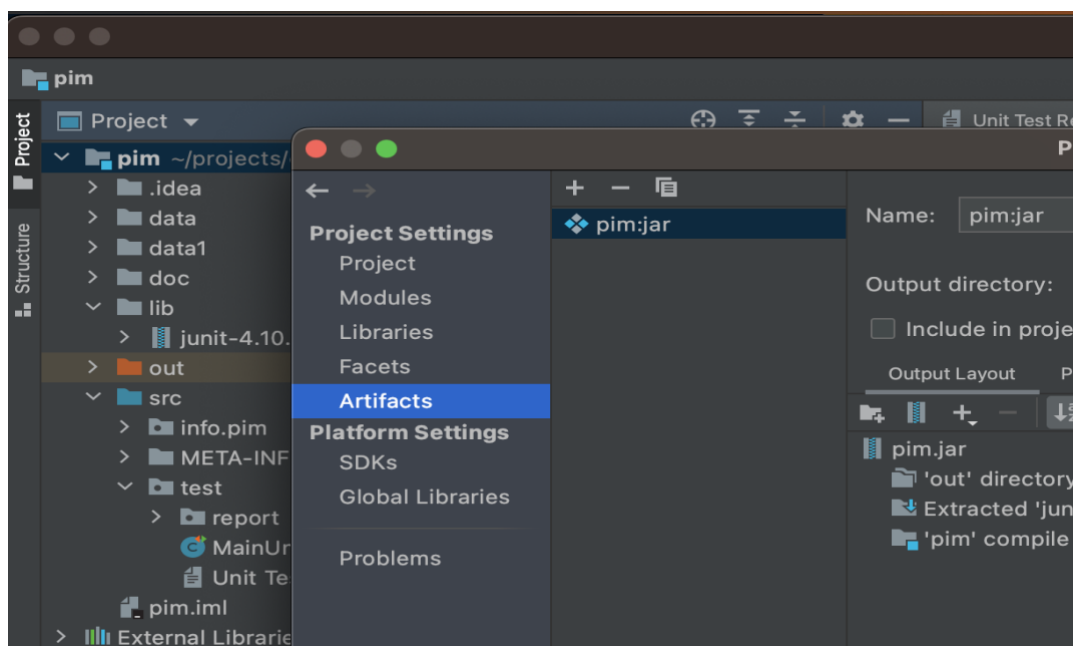 pim
Project
Unit Test Re
Project
Structure
pim ~/projects/
.idea
data
data1
doc
lib
junit-4.10.
out
src
info.pim
META-INF
test
report
MainUn
Unit Te
pim.iml
External Librarie
P
Project Settings
Project
Modules
Libraries
Facets
Artifacts
Platform Settings
SDKs
Global Libraries
Problems
pim:jar
Name: pim:jar
Output directory:
Include in proje
Output Layout P
pim.jar
'out' directory
Extracted 'jun
'pim' compile